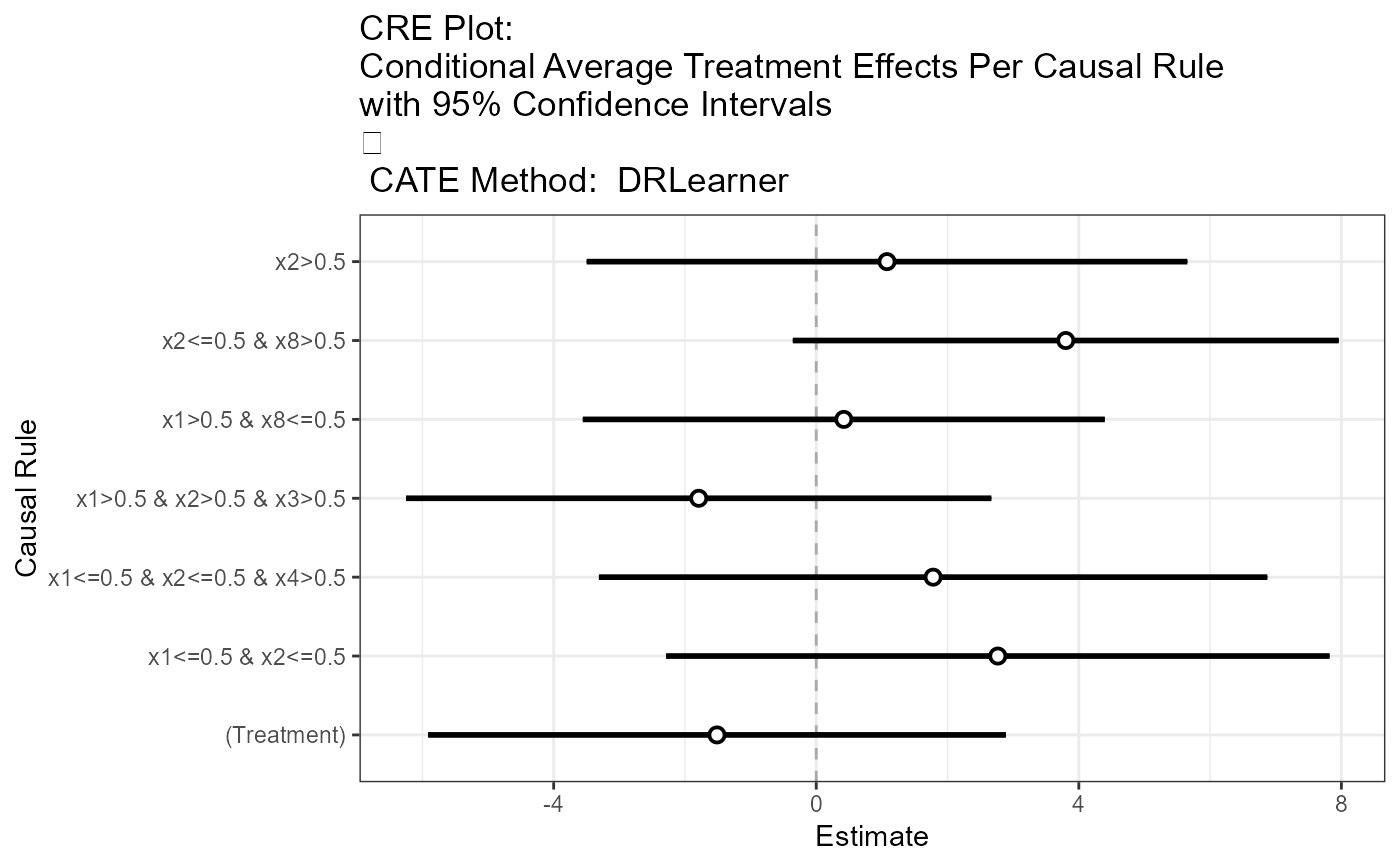 CRE Plot:
Conditional Average Treatment Effects Per Causal Rule
with 95% Confidence Intervals
CATE Method:  DRLearner
Causal Rule
x2>0.5
x2<=0.5 & x8>0.5
x1>0.5 & x8<=0.5
x1>0.5 & x2>0.5 & x3>0.5
x1<=0.5 & x2<=0.5 & x4>0.5
x1<=0.5 & x2<=0.5
(Treatment)
-4 0 4 8
Estimate